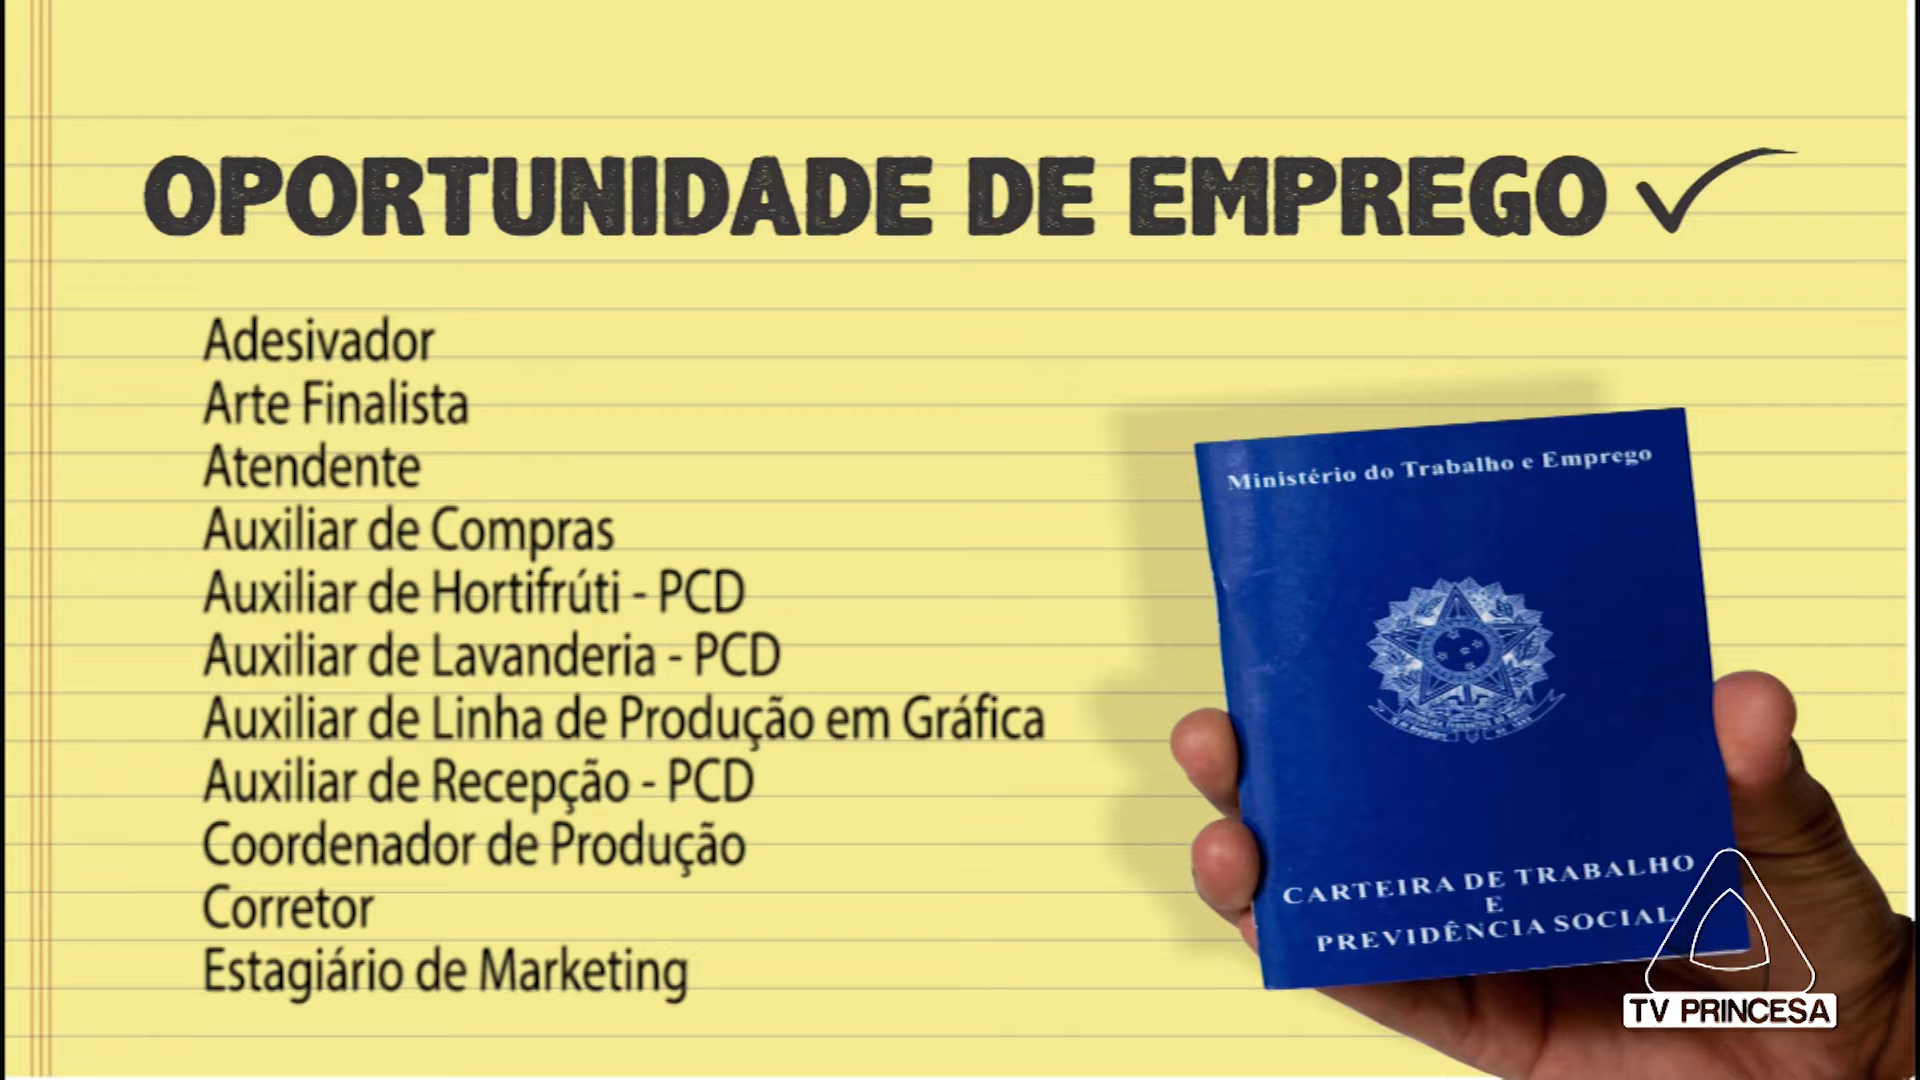 OPORTUNIDADE DE EMPREGO
Adesivador
Arte Finalista
Atendente
Auxiliar de Compras
Auxiliar de Hortifrúti - PCD
Auxiliar de Lavanderia - PCD
Auxiliar de Linha de Produção em Gráfica
Auxiliar de Recepção - PCD
Coordenador de Produção
Corretor
Estagiário de Marketing
Ministério do Trabalho e Emprego
CARTEIRA DE TRABALHO
E
PREVIDÊNCIA SOCIAL
TV PRINCESA